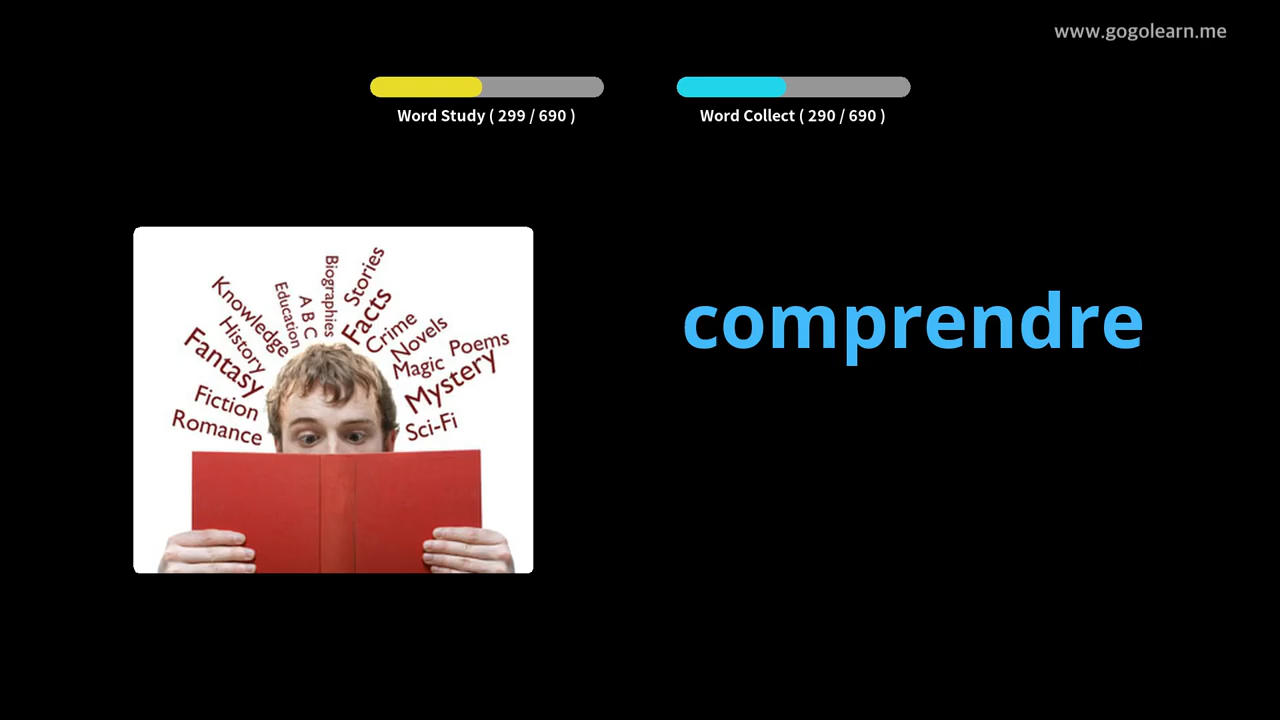 www.gogolearn.me
Word Study ( 299 / 690 )
Word Collect ( 290 / 690 )
comprendre
Knowledge
History
Fantasy
Fiction
Romance
Education
A B C
Biographies
Stories
Facts
Crime
Novels
Magic
Poems
Mystery
Sci-Fi